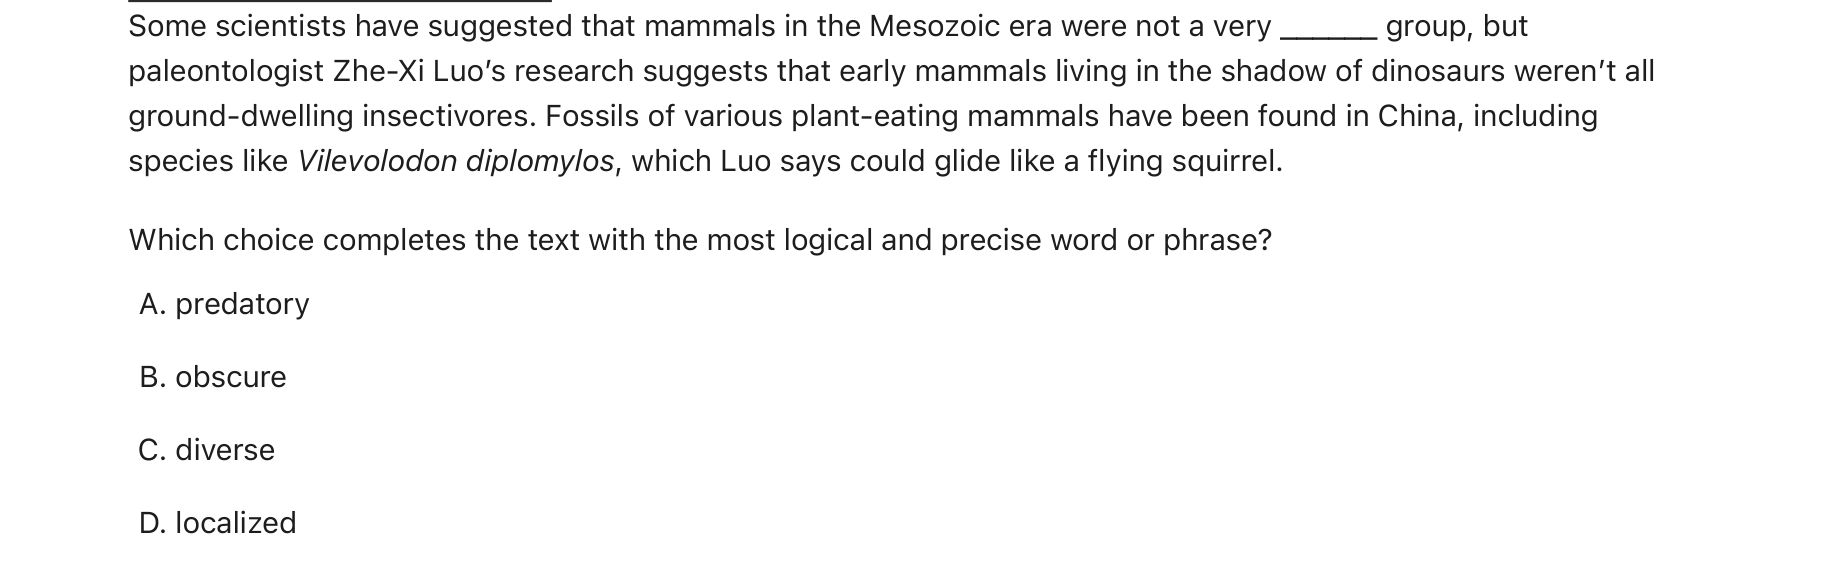 Some scientists have suggested that mammals in the Mesozoic era were not a very ______ group, but
paleontologist Zhe-Xi Luo’s research suggests that early mammals living in the shadow of dinosaurs weren’t all
ground-dwelling insectivores. Fossils of various plant-eating mammals have been found in China, including
species like Vilevolodon diplomylos, which Luo says could glide like a flying squirrel.
Which choice completes the text with the most logical and precise word or phrase?
A. predatory
B. obscure
C. diverse
D. localized